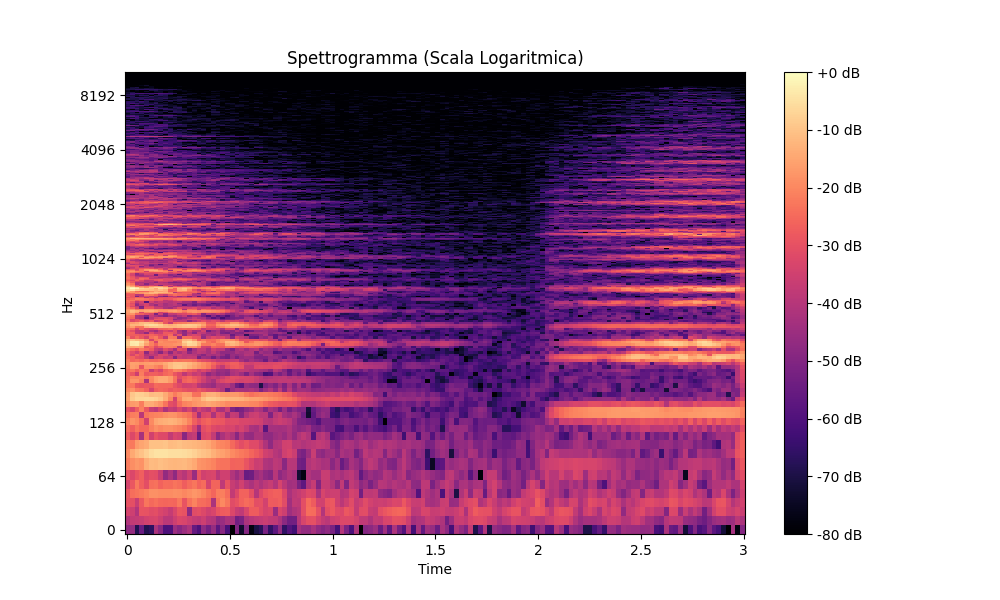 Spettrogramma (Scala Logaritmica)
Hz
8192
4096
2048
1024
512
256
128
64
0
0
0.5
1
1.5
2
2.5
3
Time
+0 dB
-10 dB
-20 dB
-30 dB
-40 dB
-50 dB
-60 dB
-70 dB
-80 dB